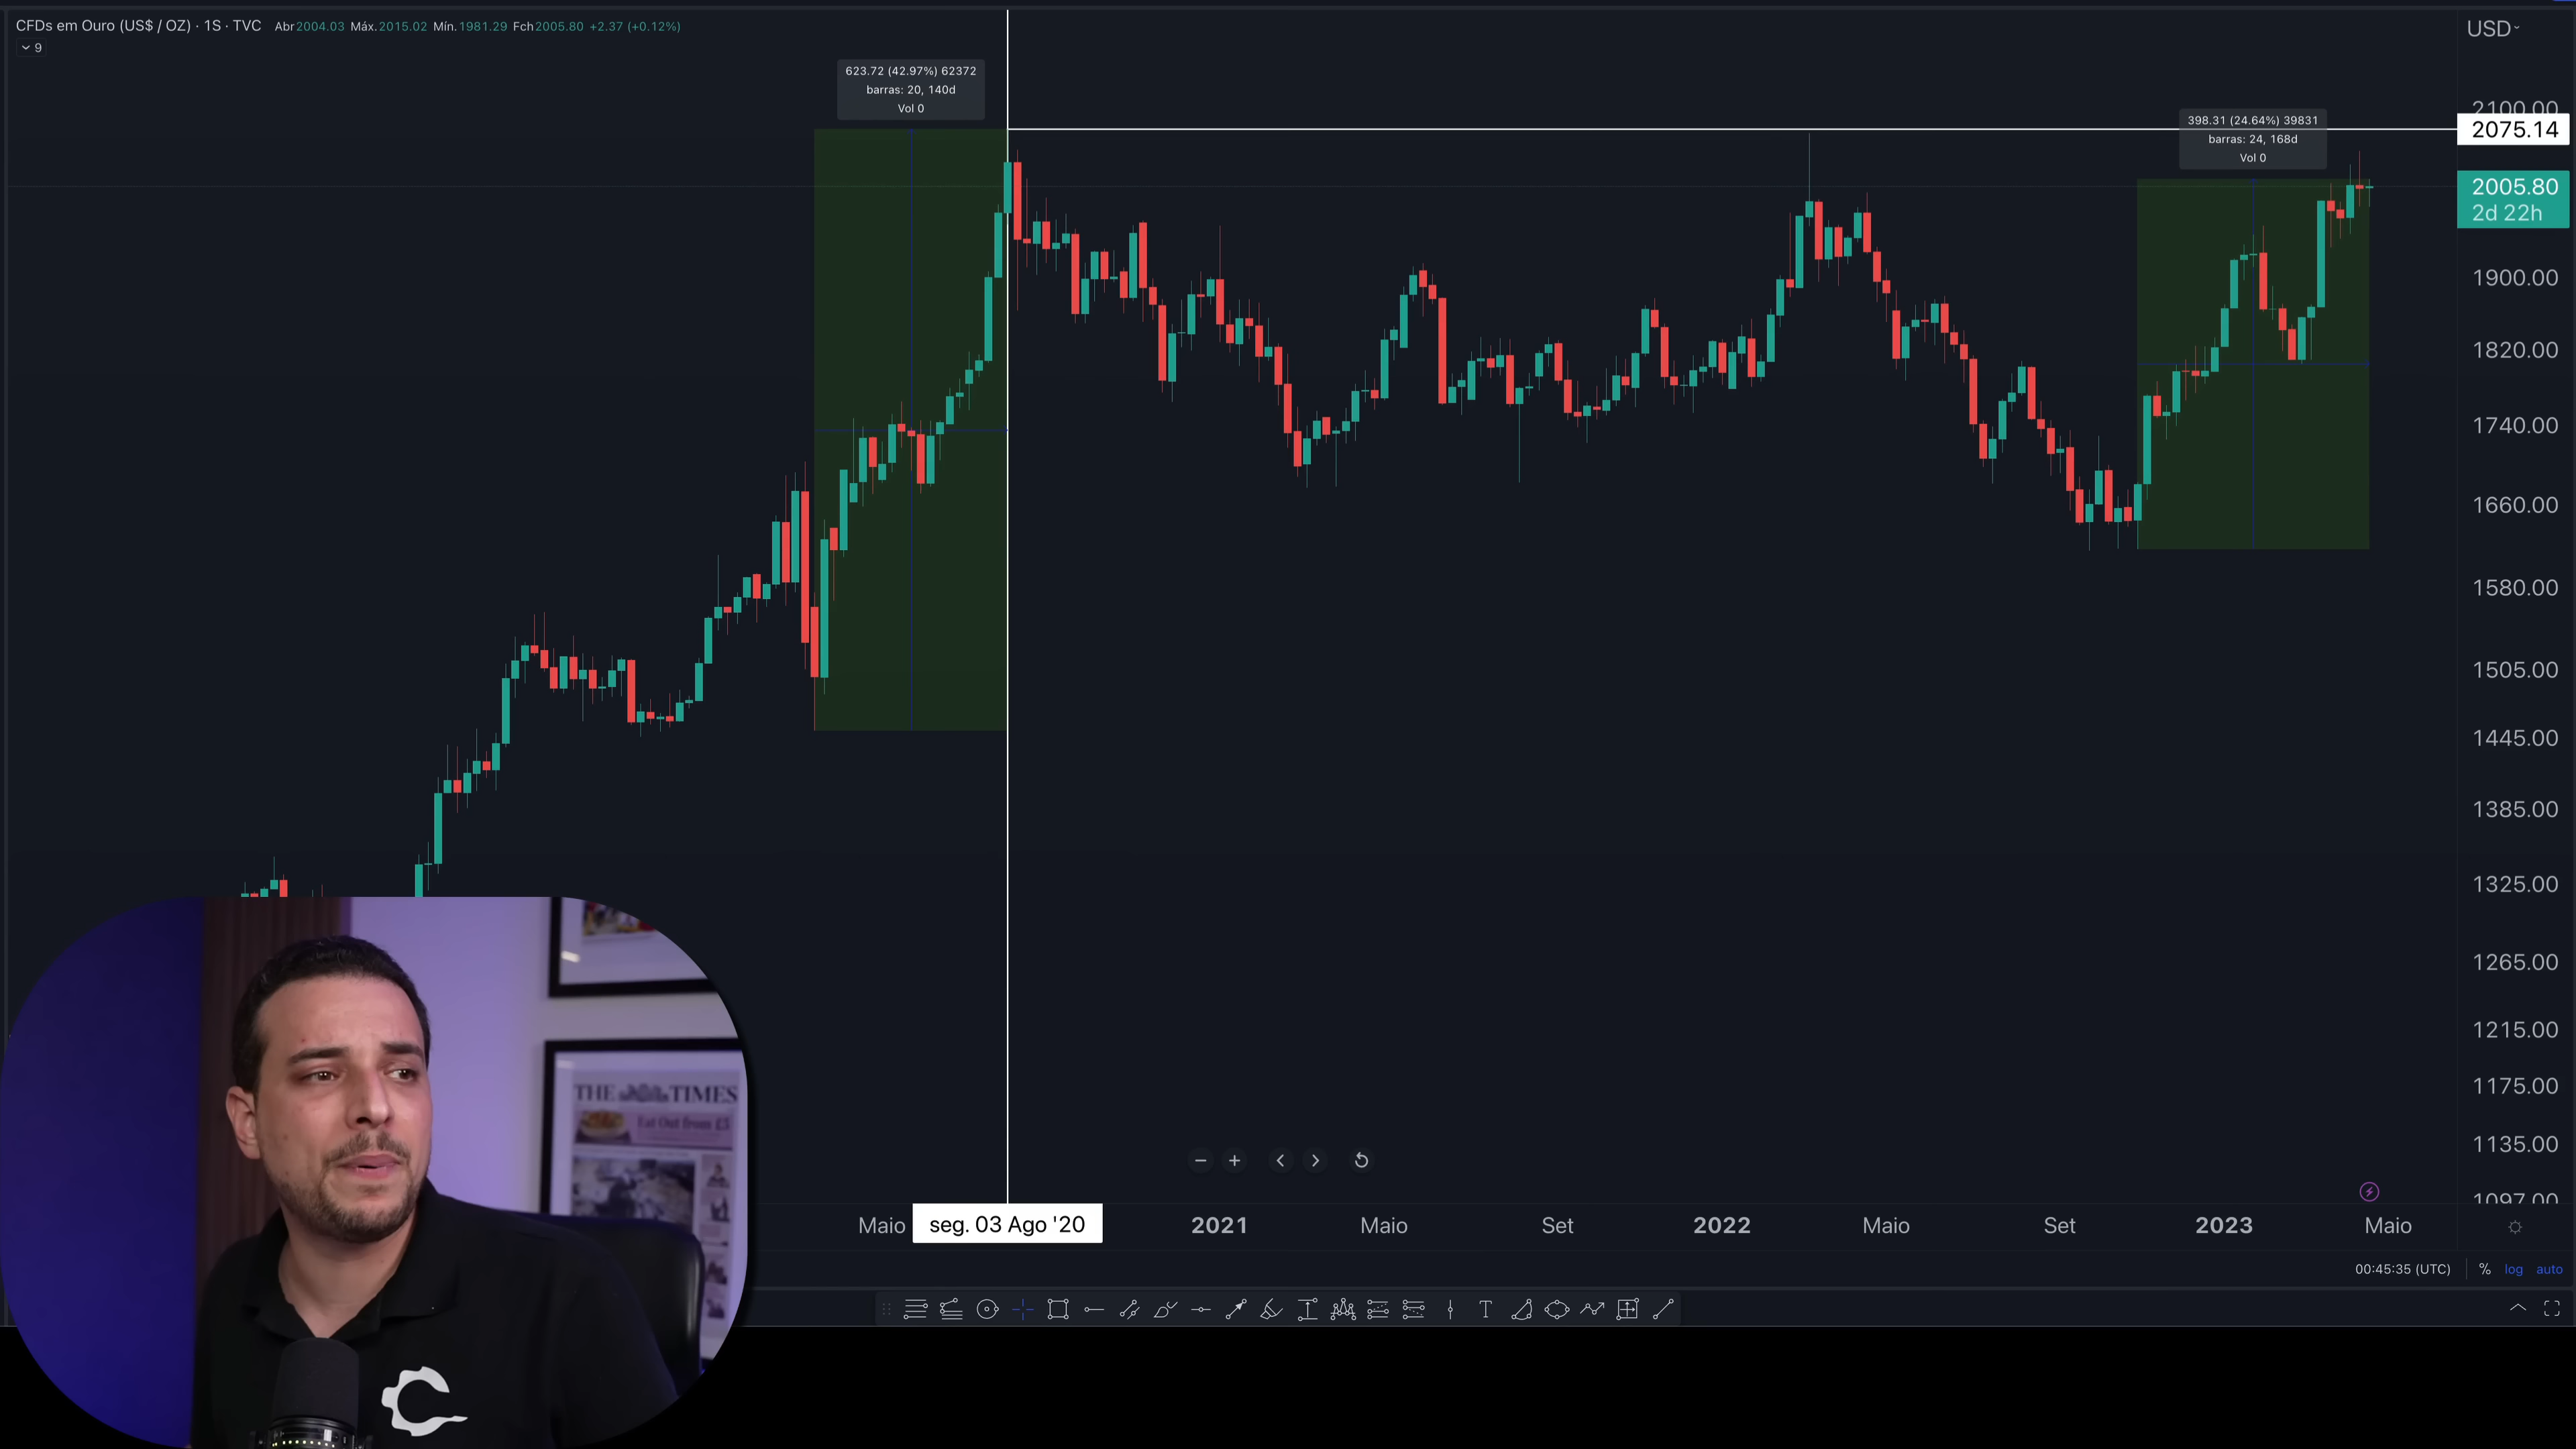 CFDs em Ouro (US$ / OZ) · 1S · TVC Abr2004.03 Máx.2015.02 Mín.1981.29 Fch2005.80 +2.37 (+0.12%)
9
USD
623.72 (42.97%) 62372
barras: 20, 140d
Vol 0
398.31 (24.64%) 39831
barras: 24, 168d
Vol 0
2100.00
2075.14
2005.80
2d 22h
1900.00
1820.00
1740.00
1660.00
1580.00
1505.00
1445.00
1385.00
1325.00
1265.00
1215.00
1175.00
1135.00
1097.00
THE TIMES
Eat Out from £5
Maio seg. 03 Ago '20 2021 Maio Set 2022 Maio Set 2023 Maio
00:45:35 (UTC) % log auto